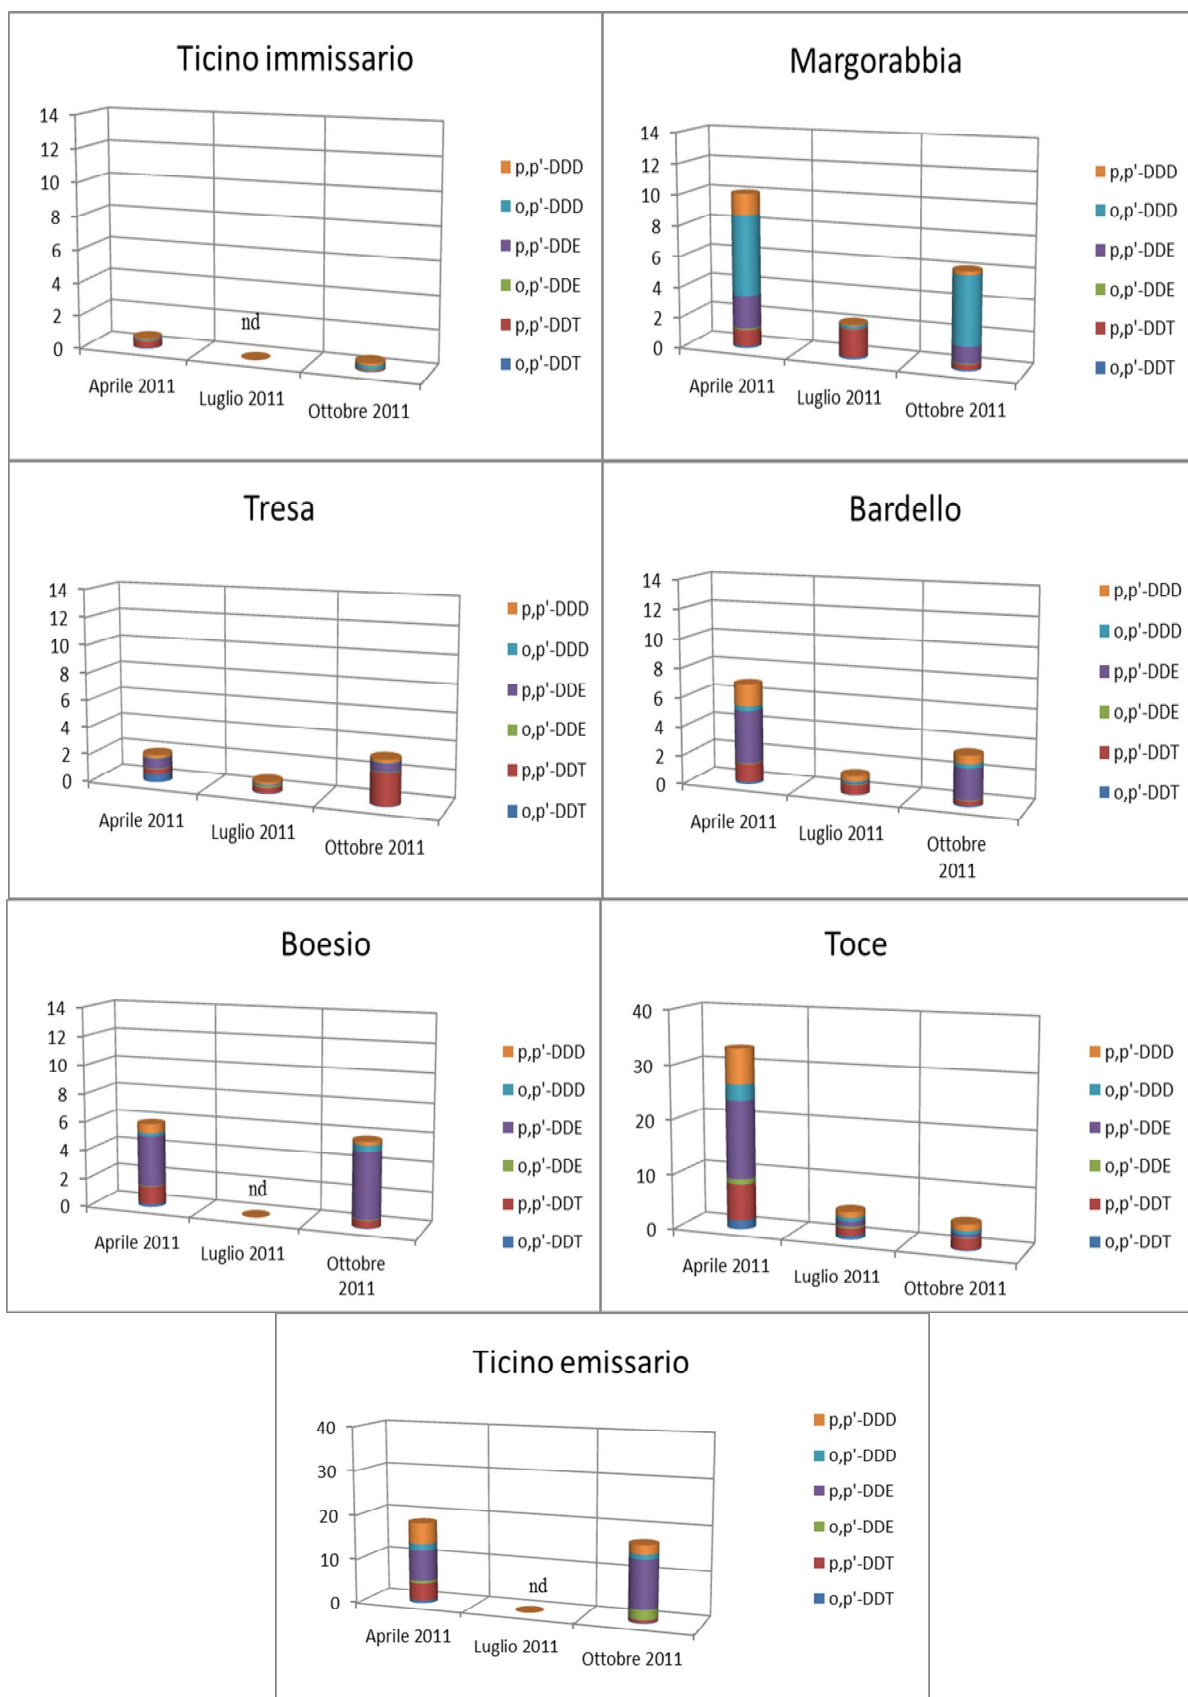 Ticino immissario
14
12
10
8
6
4
2
0
nd
Aprile 2011
Luglio 2011
Ottobre 2011
p,p'-DDD
o,p'-DDD
p,p'-DDE
o,p'-DDE
p,p'-DDT
o,p'-DDT
Margorabbia
14
12
10
8
6
4
2
0
Aprile 2011
Luglio 2011
Ottobre 2011
p,p'-DDD
o,p'-DDD
p,p'-DDE
o,p'-DDE
p,p'-DDT
o,p'-DDT
Tresa
14
12
10
8
6
4
2
0
Aprile 2011
Luglio 2011
Ottobre 2011
p,p'-DDD
o,p'-DDD
p,p'-DDE
o,p'-DDE
p,p'-DDT
o,p'-DDT
Bardello
14
12
10
8
6
4
2
0
Aprile 2011
Luglio 2011
Ottobre
2011
p,p'-DDD
o,p'-DDD
p,p'-DDE
o,p'-DDE
p,p'-DDT
o,p'-DDT
Boesio
14
12
10
8
6
4
2
0
nd
Aprile 2011
Luglio 2011
Ottobre
2011
p,p'-DDD
o,p'-DDD
p,p'-DDE
o,p'-DDE
p,p'-DDT
o,p'-DDT
Toce
40
30
20
10
0
Aprile 2011
Luglio 2011
Ottobre 2011
p,p'-DDD
o,p'-DDD
p,p'-DDE
o,p'-DDE
p,p'-DDT
o,p'-DDT
Ticino emissario
40
30
20
10
0
nd
Aprile 2011
Luglio 2011
Ottobre 2011
p,p'-DDD
o,p'-DDD
p,p'-DDE
o,p'-DDE
p,p'-DDT
o,p'-DDT